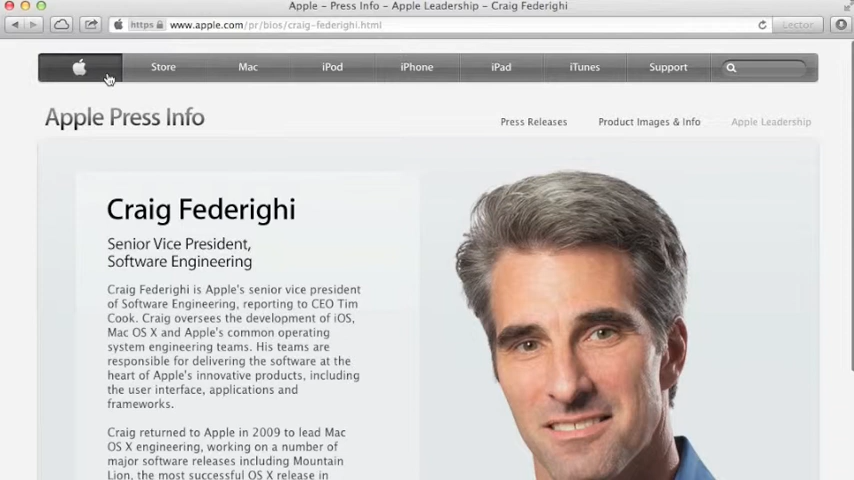 Apple – Press Info – Apple Leadership – Craig Federighi
https www.apple.com/pr/bios/craig-federighi.html Lector
Store Mac iPod iPhone iPad iTunes Support
Apple Press Info
Press Releases Product Images & Info Apple Leadership
Craig Federighi
Senior Vice President,
Software Engineering
Craig Federighi is Apple's senior vice president
of Software Engineering, reporting to CEO Tim
Cook. Craig oversees the development of iOS,
Mac OS X and Apple's common operating
system engineering teams. His teams are
responsible for delivering the software at the
heart of Apple's innovative products, including
the user interface, applications and
frameworks.
Craig returned to Apple in 2009 to lead Mac
OS X engineering, working on a number of
major software releases including Mountain
Lion, the most successful OS X release in